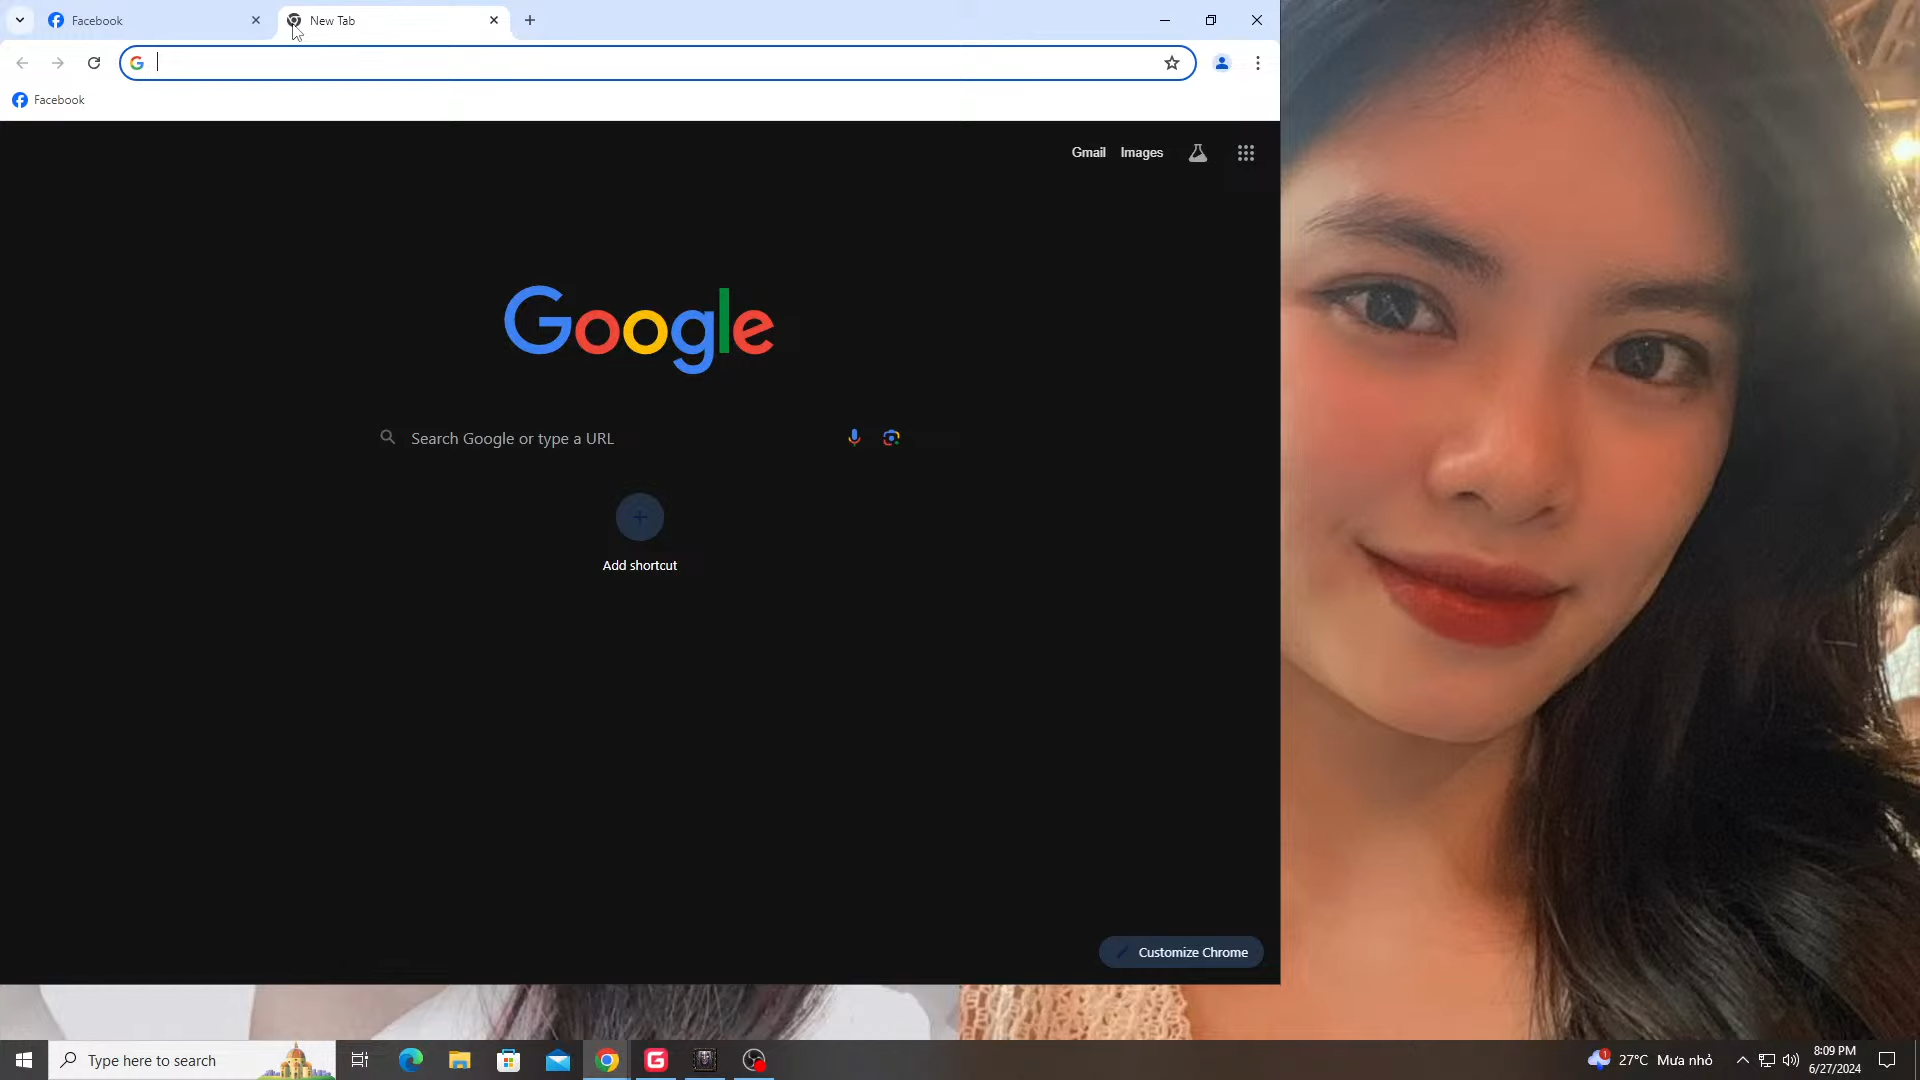 Facebook
New Tab
Facebook
Gmail
Images
Google
Search Google or type a URL
Add shortcut
Customize Chrome
Type here to search
1
27°C Mưa nhỏ
8:09 PM
6/27/2024